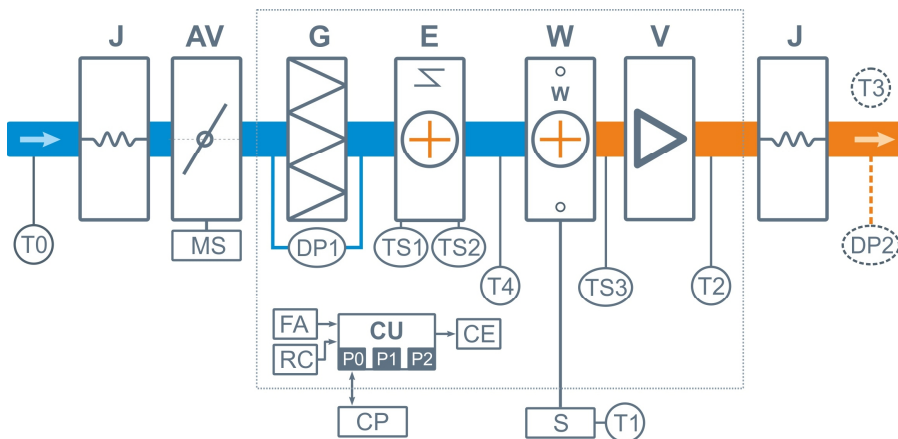 J AV G E W V J
W
T3
T0
MS
DP1
TS1
TS2
T4
TS3
T2
DP2
FA
CU
CE
RC
P0 P1 P2
CP
S
T1